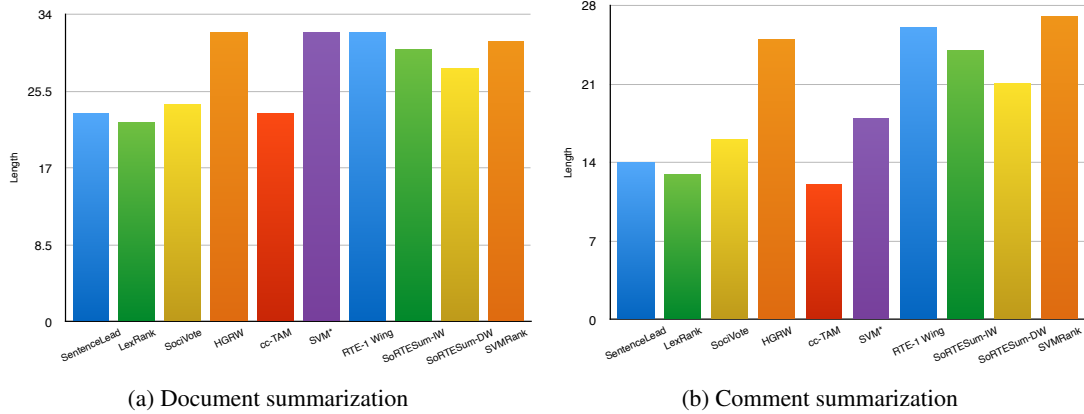 34
25.5
17
8.5
0
Length
SentenceLead
LexRank
SociVote
HGRW
cc-TAM
SVM*
RTE-1 Wing
SoRTESum-IW
SoRTESum-DW
SVMRank
(a) Document summarization
28
21
14
7
0
Length
SentenceLead
LexRank
SociVote
HGRW
cc-TAM
SVM*
RTE-1 Wing
SoRTESum-IW
SoRTESum-DW
SVMRank
(b) Comment summarization